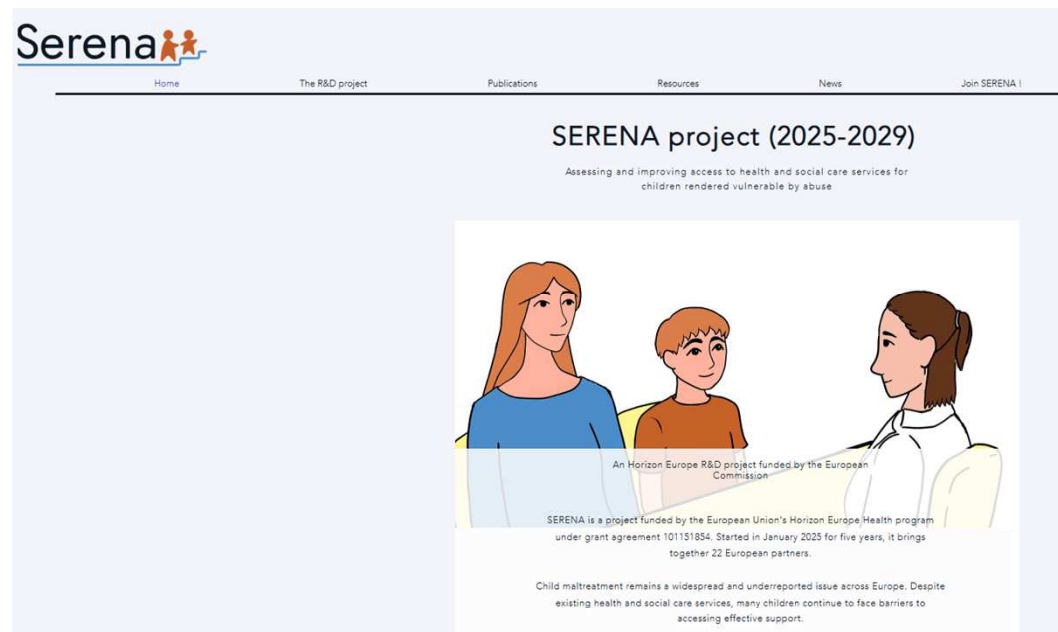 Serena
Home
The R&D project
Publications
Resources
News
Join SERENA !
SERENA project (2025-2029)
Assessing and improving access to health and social care services for
children rendered vulnerable by abuse
An Horizon Europe R&D project funded by the European
Commission
SERENA is a project funded by the European Union's Horizon Europe Health program
under grant agreement 101151854. Started in January 2025 for five years, it brings
together 22 European partners.
Child maltreatment remains a widespread and underreported issue across Europe. Despite
existing health and social care services, many children continue to face barriers to
accessing effective support.